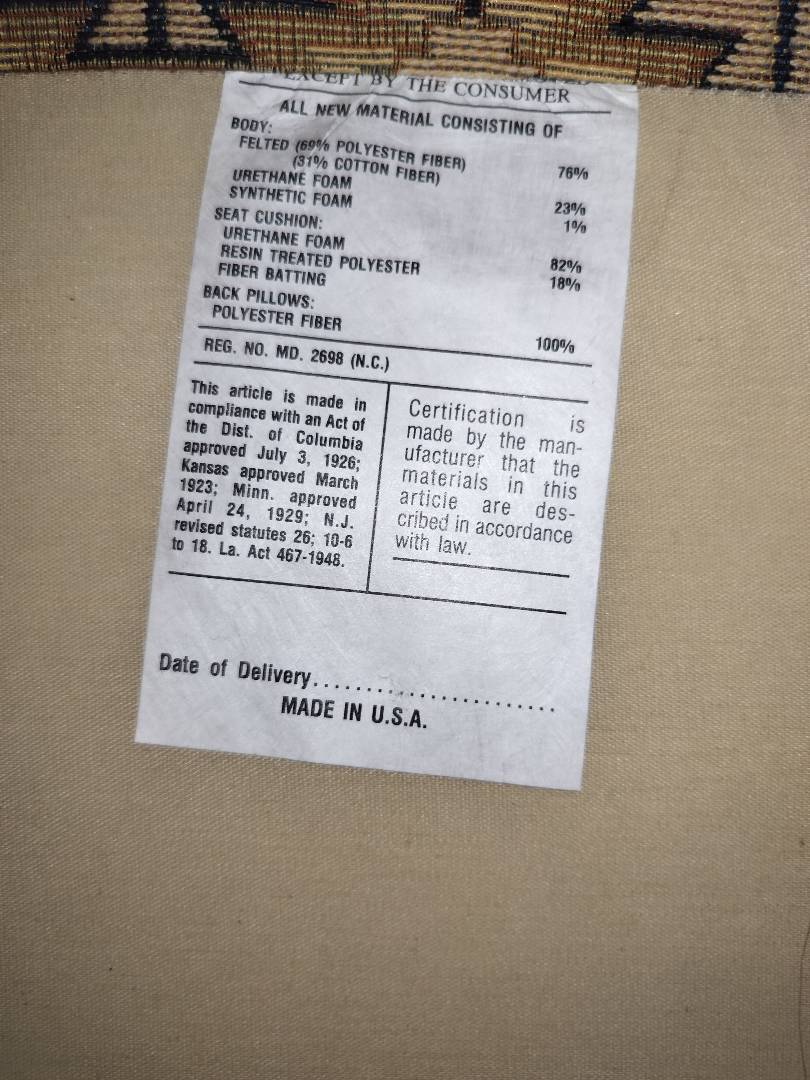 EXCEPT BY THE CONSUMER
ALL NEW MATERIAL CONSISTING OF
BODY:
FELTED (69% POLYESTER FIBER)
(31% COTTON FIBER) 76%
URETHANE FOAM 23%
SYNTHETIC FOAM 1%
SEAT CUSHION:
URETHANE FOAM 82%
RESIN TREATED POLYESTER 18%
FIBER BATTING
BACK PILLOWS:
POLYESTER FIBER 100%
REG. NO. MD. 2698 (N.C.)
This article is made in
compliance with an Act of
the Dist. of Columbia
approved July 3, 1926;
Kansas approved March
1923; Minn. approved
April 24, 1929; N.J.
revised statutes 26; 10-6
to 18. La. Act 467-1948.
Certification is
made by the man-
ufacturer that the
materials in this
article are des-
cribed in accordance
with law.
Date of Delivery.......................
MADE IN U.S.A.